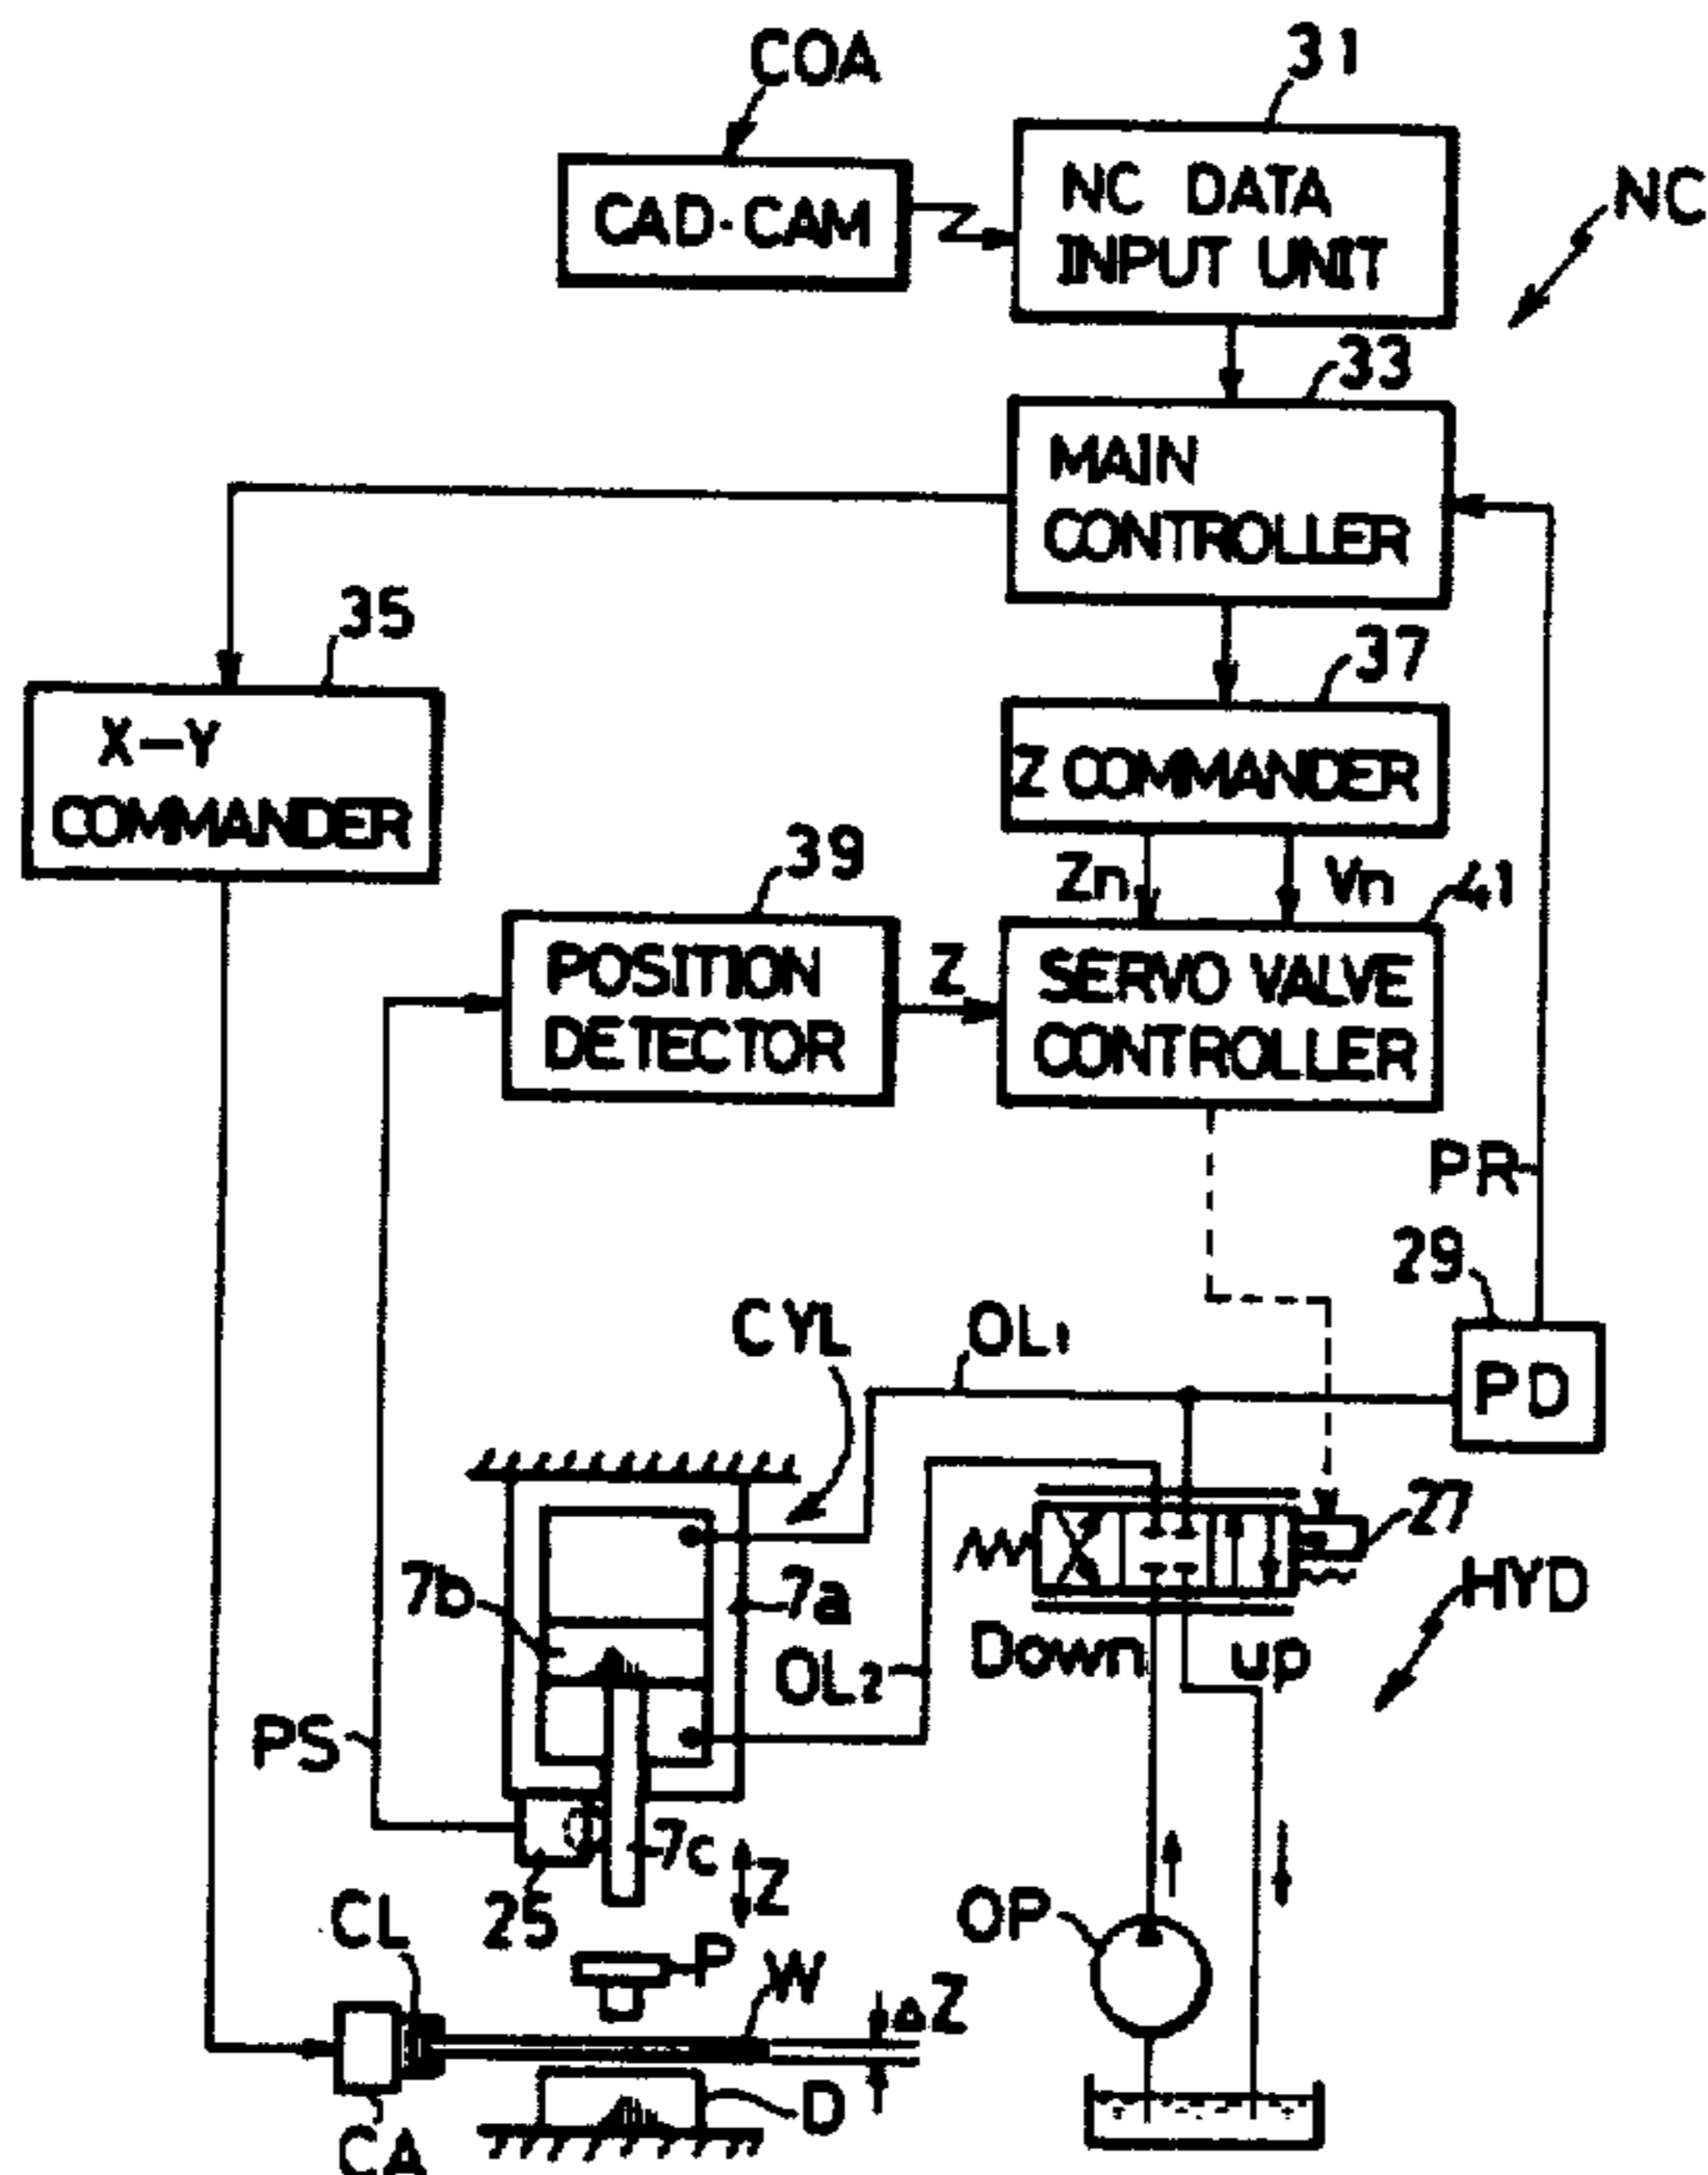 COA
31
CAD·CAM
NC DATA
INPUT UNIT
NC
33
MAIN
CONTROLLER
35
37
X-Y
COMMANDER
Z COMMANDER
39
Zn
Vn
41
POSITION
DETECTOR
Z
SERVO VALVE
CONTROLLER
PR
29
CYL
OL1
PD
27
7b
7a
HYD
OL2
Down
up
PS
7c
Z
CL
25
OP
P
W
ΔZ
D
CA